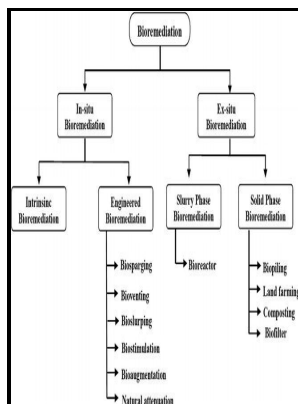 Bioremediation
In-situ
Bioremediation
Ex-situ
Bioremediation
Intrinsinc
Bioremediation
Engineered
Bioremediation
Slurry Phase
Bioremediation
Solid Phase
Bioremediation
Biosparging
Bioventing
Bioslurping
Biostimulation
Bioaugmentation
Natural attenuation
Bioreactor
Biopiling
Land farming
Composting
Biofilter